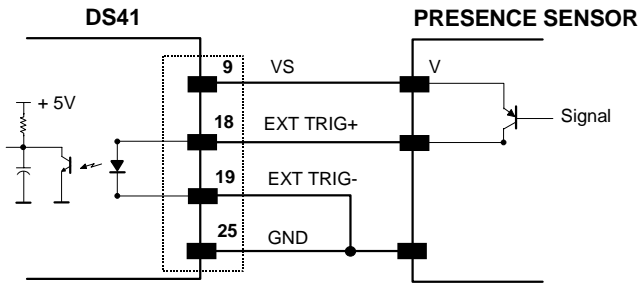 DS41
PRESENCE SENSOR
9 VS V
+ 5V
18 EXT TRIG+
Signal
19 EXT TRIG-
25 GND